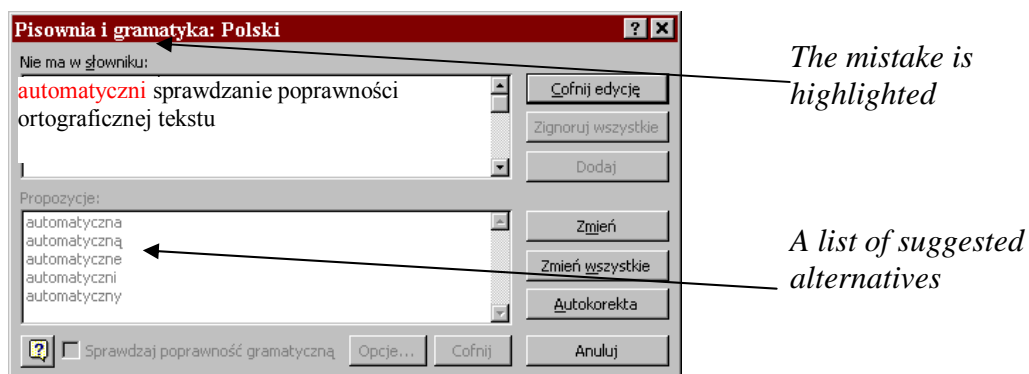 Pisownia i gramatyka: Polski
Nie ma w słowniku:
automatyczni sprawdzanie poprawności
ortograficznej tekstu
Cofnij edycję
Zignoruj wszystkie
Dodaj
Propozycje:
automatyczna
automatyczną
automatyczne
automatyczni
automatyczny
Zmień
Zmień wszystkie
Autokorekta
Sprawdzaj poprawność gramatyczną
Opcje...
Cofnij
Anuluj
The mistake is
highlighted
A list of suggested
alternatives